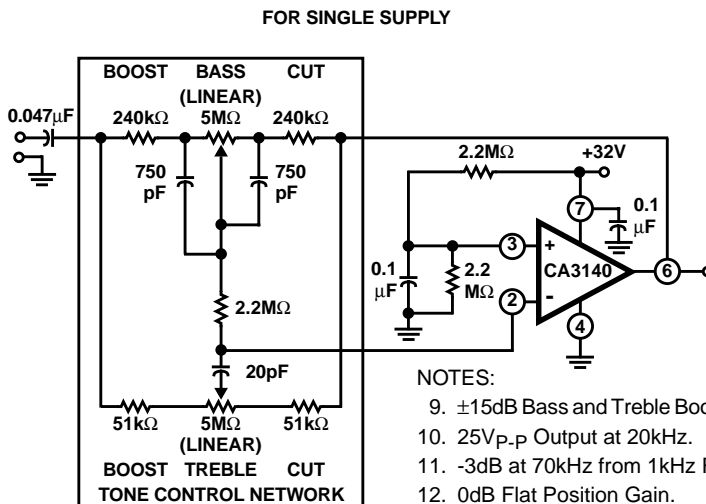 FOR SINGLE SUPPLY
BOOST BASS CUT
(LINEAR)
0.047μF 240kΩ 5MΩ 240kΩ
2.2MΩ +32V
750 pF
750 pF
7
0.1 μF
3 +
CA3140
6
0.1 μF
2.2 MΩ
2 -
4
2.2MΩ
20pF
51kΩ 5MΩ 51kΩ
(LINEAR)
BOOST TREBLE CUT
TONE CONTROL NETWORK
NOTES:
9. ±15dB Bass and Treble
10. 25VP-P Output at 20kHz.
11. -3dB at 70kHz from 1kHz
12. 0dB Flat Position Gain.